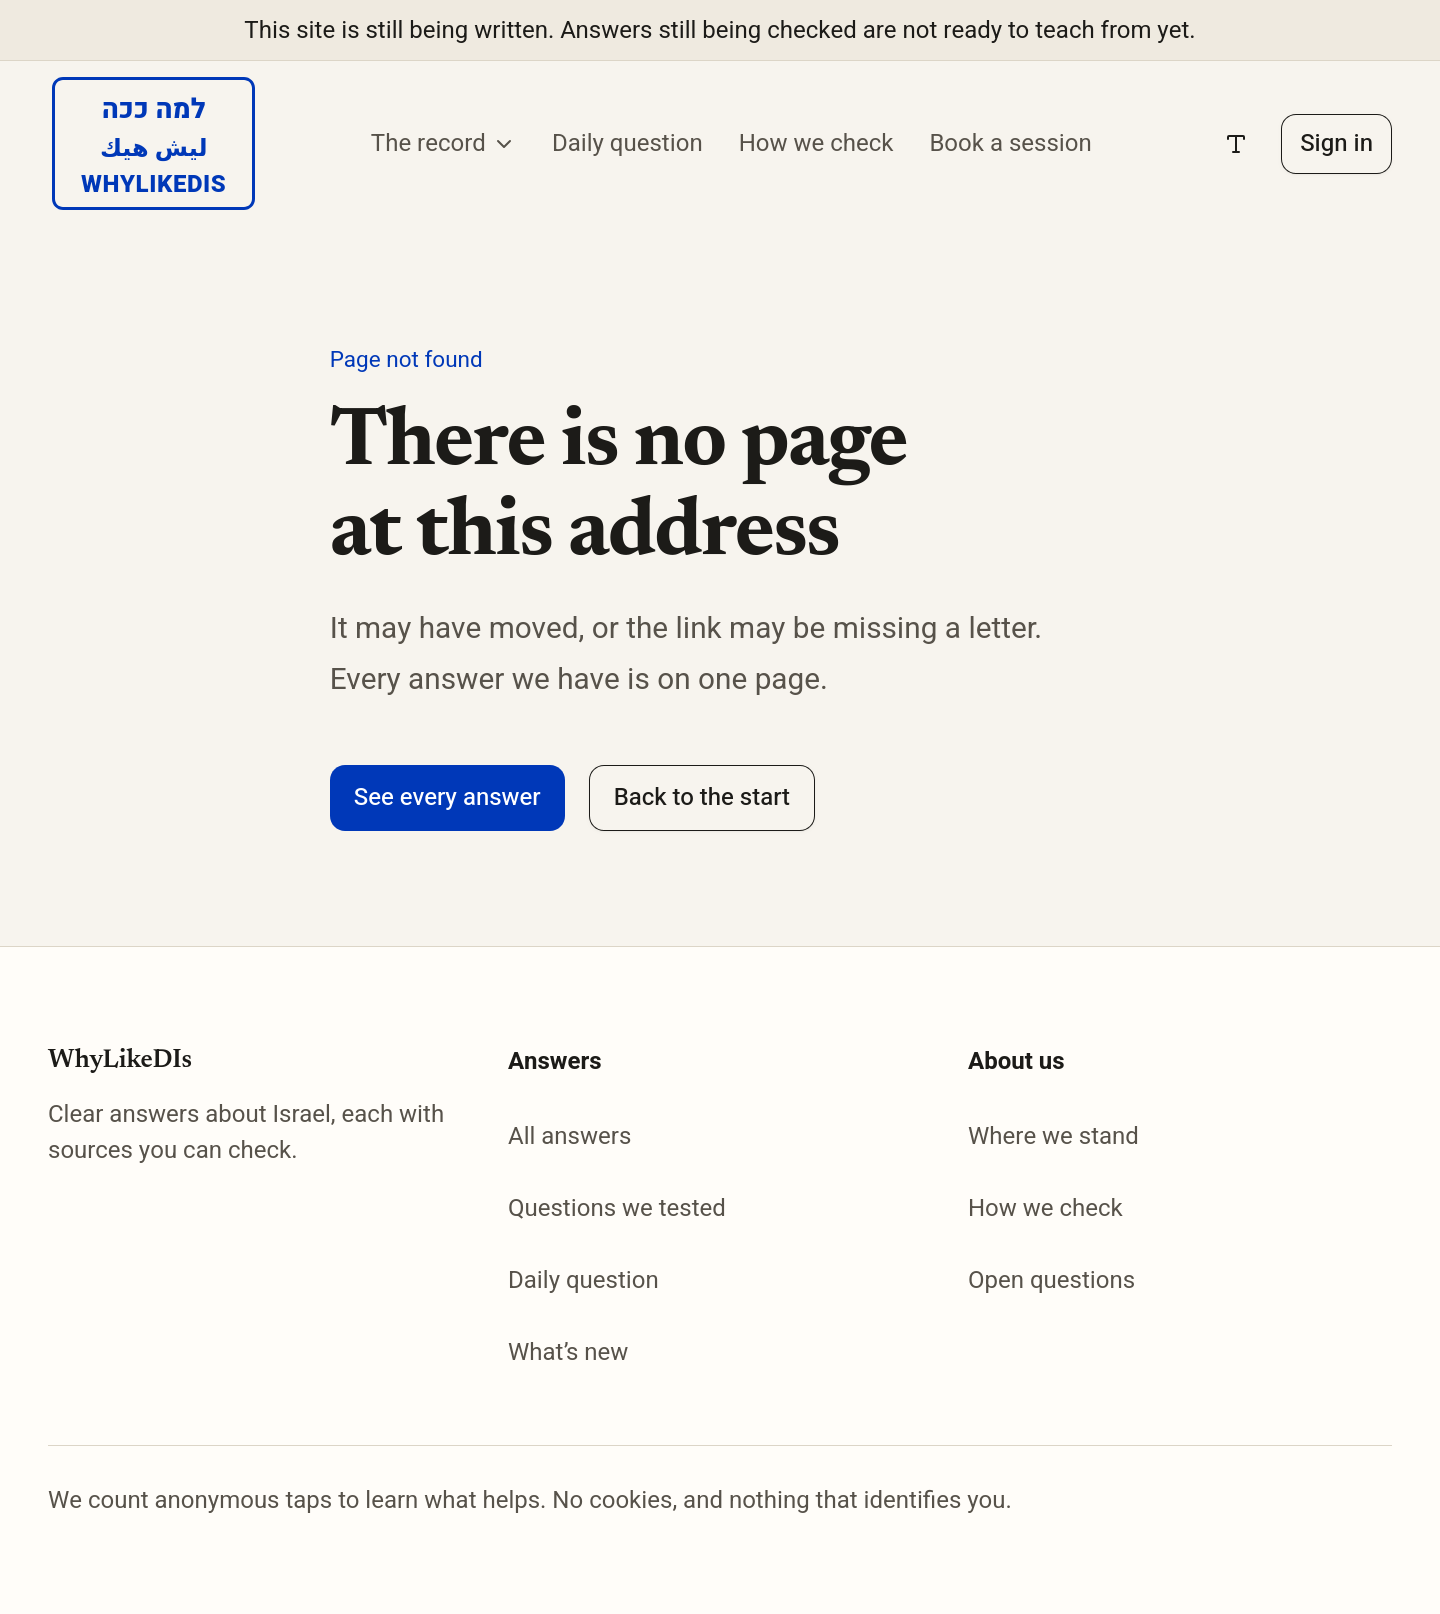 This site is still being written. Answers still being checked are not ready to teach from yet.
למה ככה
ليش هيك
WHYLIKEDIS
The record
Daily question
How we check
Book a session
Sign in
Page not found
There is no page
at this address
It may have moved, or the link may be missing a letter.
Every answer we have is on one page.
See every answer
Back to the start
WhyLikeDIs
Clear answers about Israel, each with
sources you can check.
Answers
All answers
Questions we tested
Daily question
What’s new
About us
Where we stand
How we check
Open questions
We count anonymous taps to learn what helps. No cookies, and nothing that identifies you.